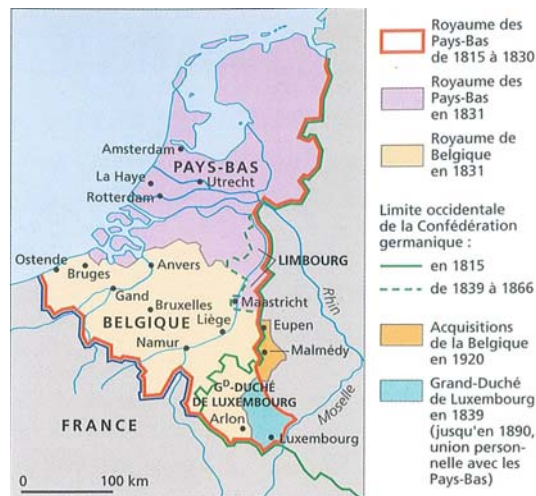 Amsterdam
PAYS-BAS
La Haye
Utrecht
Rotterdam
Ostende
Bruges
Anvers
LIMBOURG
Gand
Bruxelles
Maastricht
Rhin
BELGIQUE
Liège
Eupen
Namur
Malmédy
GD-DUCHÉ
DE LUXEMBOURG
Arlon
Moselle
FRANCE
Luxembourg
0 100 km
Royaume des
Pays-Bas
de 1815 à 1830
Royaume des
Pays-Bas
en 1831
Royaume de
Belgique
en 1831
Limite occidentale
de la Confédération
germanique :
en 1815
de 1839 à 1866
Acquisitions
de la Belgique
en 1920
Grand-Duché
de Luxembourg
en 1839
(jusqu'en 1890,
union person-
nelle avec les
Pays-Bas)